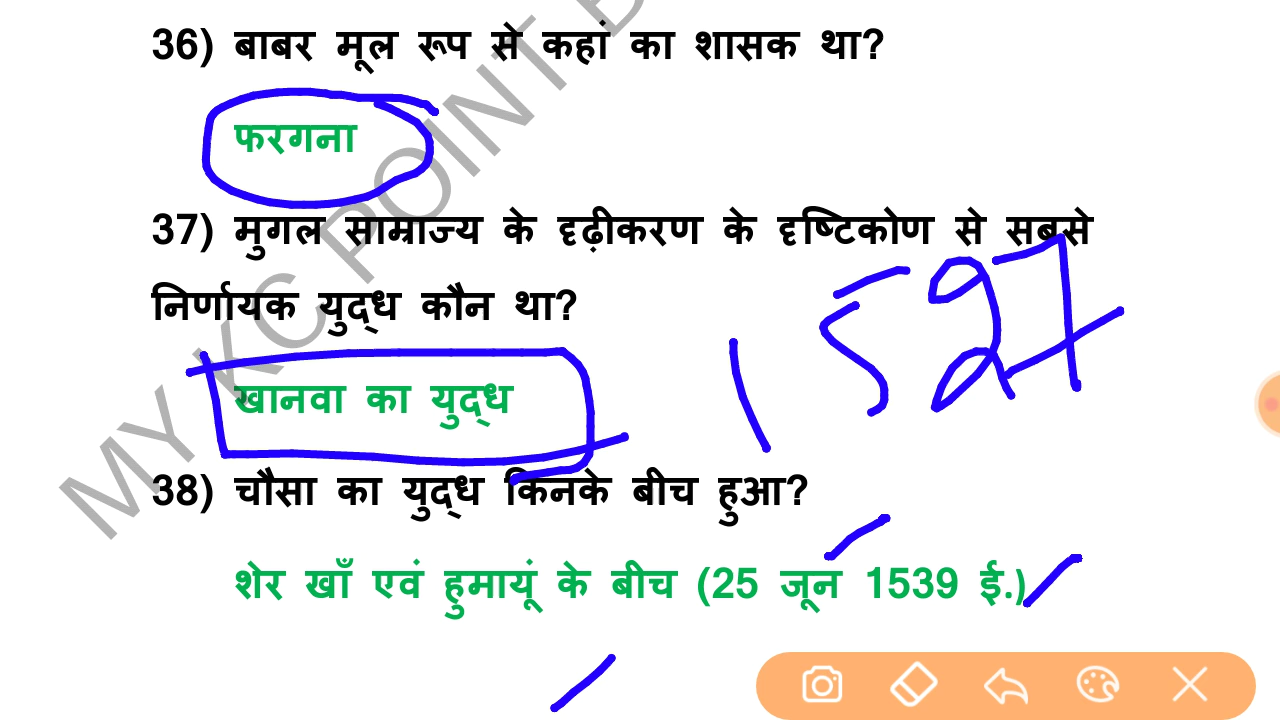 36) बाबर मूल रूप से कहां का शासक था?
फरगना
37) मुगल साम्राज्य के दृढ़ीकरण के दृष्टिकोण से सबसे
निर्णायक युद्ध कौन था?
खानवा का युद्ध
1527
38) चौसा का युद्ध किनके बीच हुआ?
शेर खाँ एवं हुमायूं के बीच (25 जून 1539 ई.)
MY KC POINT